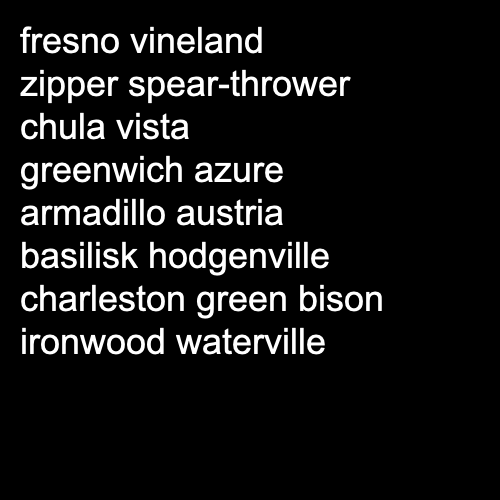 fresno vineland
zipper spear-thrower
chula vista
greenwich azure
armadillo austria
basilisk hodgenville
charleston green bison
ironwood waterville